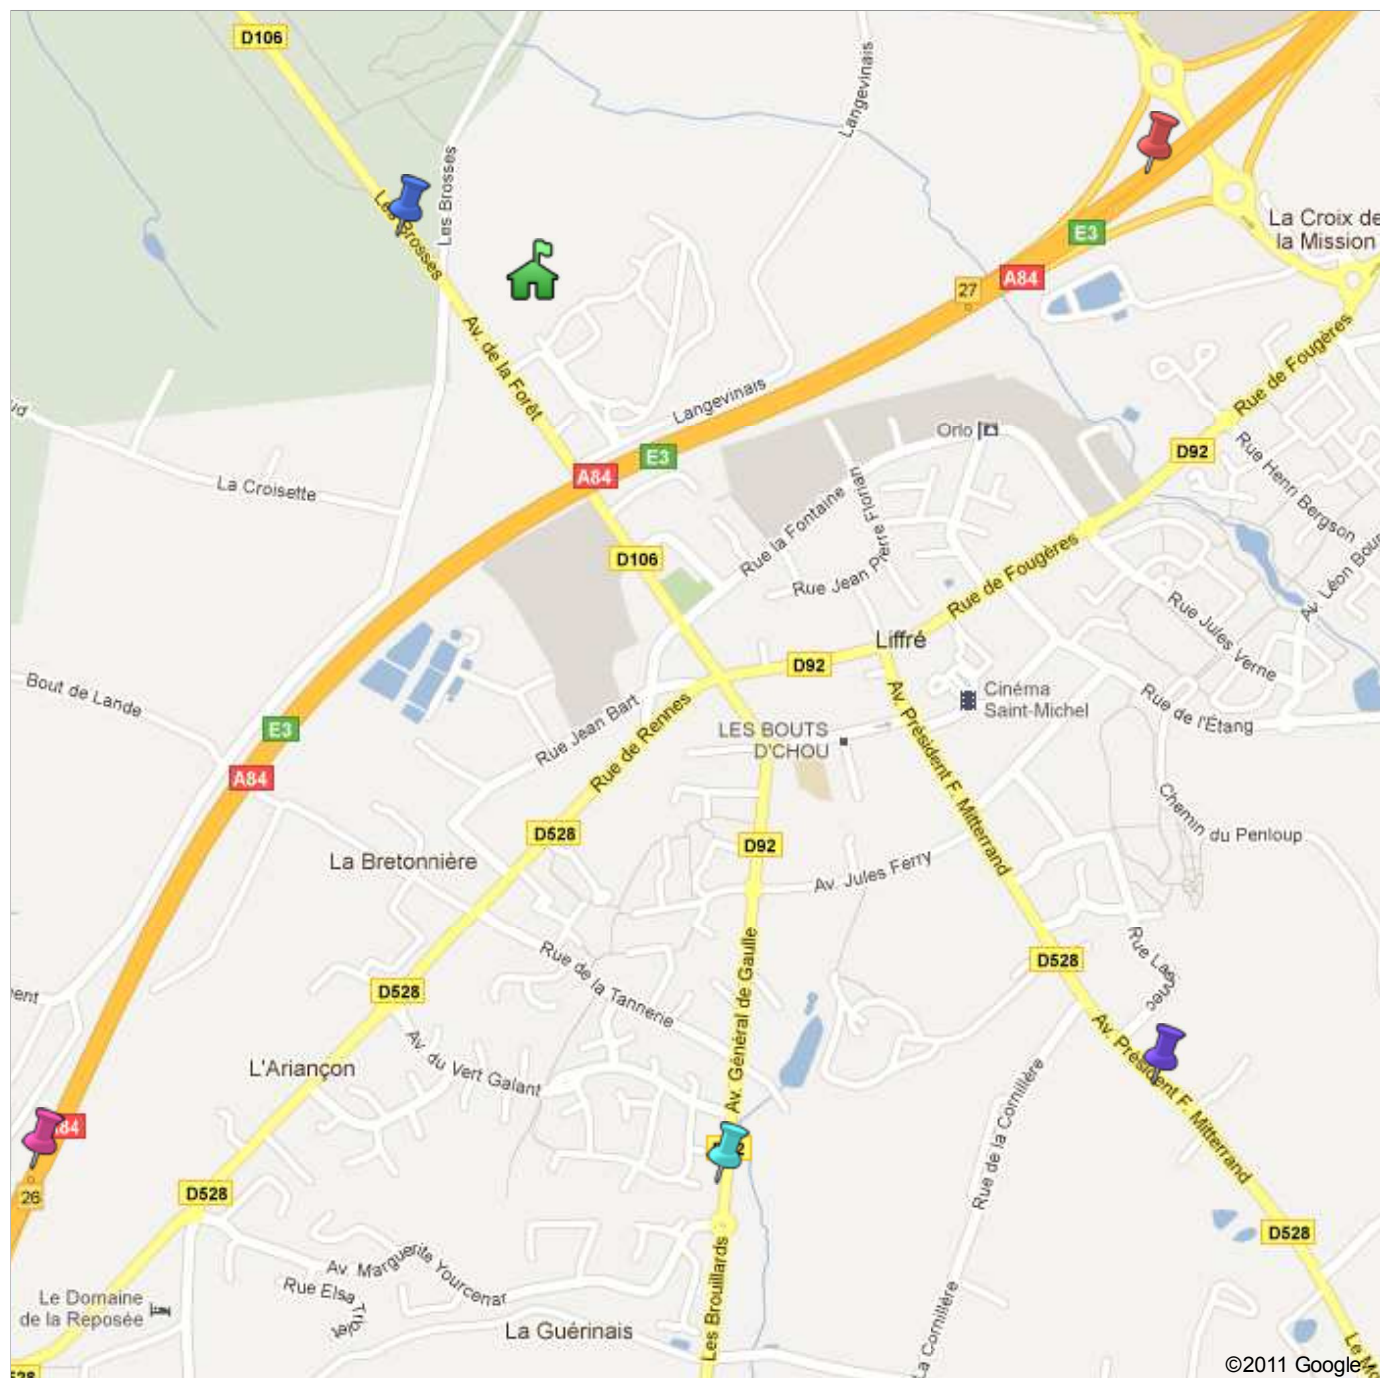 D106
Langevinais
Les Brosses
Les Brosses
La Croix de
la Mission
E3
A84
27
Av. de la Forêt
Rue de Fougères
Langevinais
Orlo
D92
E3
A84
La Croisette
Rue Henri Bergson
Rue la Fontaine
Rue Jean Pierre Florian
D106
Rue de Fougères
Rue Jules Verne
Liffré
D92
Bout de Lande
Cinéma
Saint-Michel
Rue de l'Étang
E3
Rue Jean Bart
Rue de Rennes
LES BOUTS
D'CHOU
Av. Président F. Mitterrand
A84
Chemin du Penloup
D528
D92
La Bretonnière
Av. Jules Ferry
Rue Laennec
Rue de la Tannerie
Av. Général de Gaulle
D528
D528
Av. Président F. Mitterrand
L'Ariançon
Av. du Vert Galant
Rue de la Cornillère
26
D528
D528
Av. Marguerite Yourcenar
Rue Elsa Triolet
Les Brouillards
Le Domaine
de la Reposée
La Guérinais
La Cornillère
©2011 Google